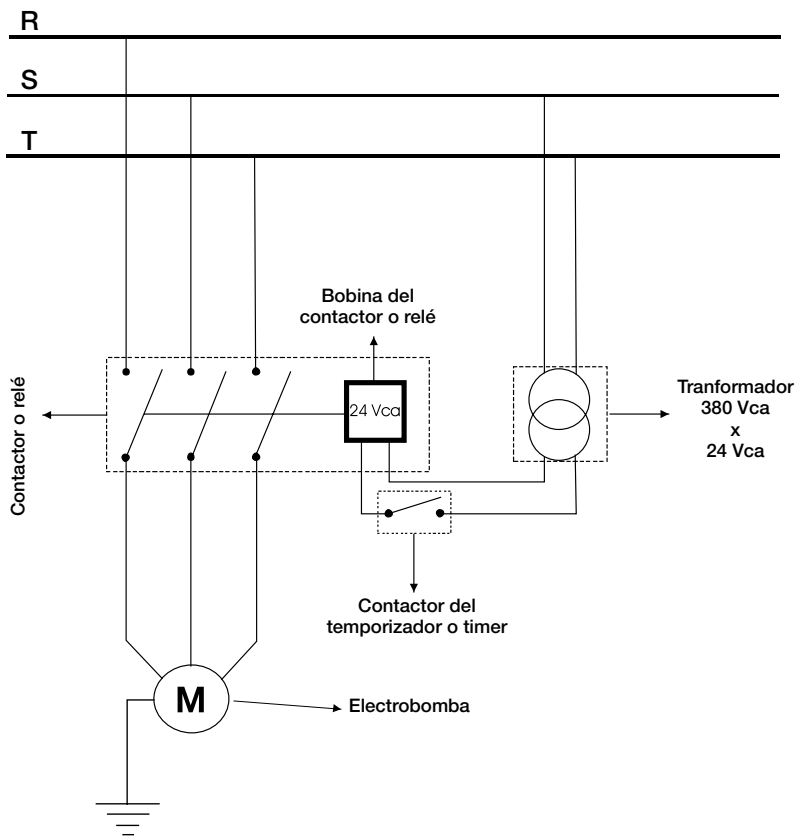 R
S
T
Bobina del
contactor o relé
24 Vca
Tranformador
380 Vca
x
24 Vca
Contactor o relé
Contactor del
temporizador o timer
M
Electrobomba